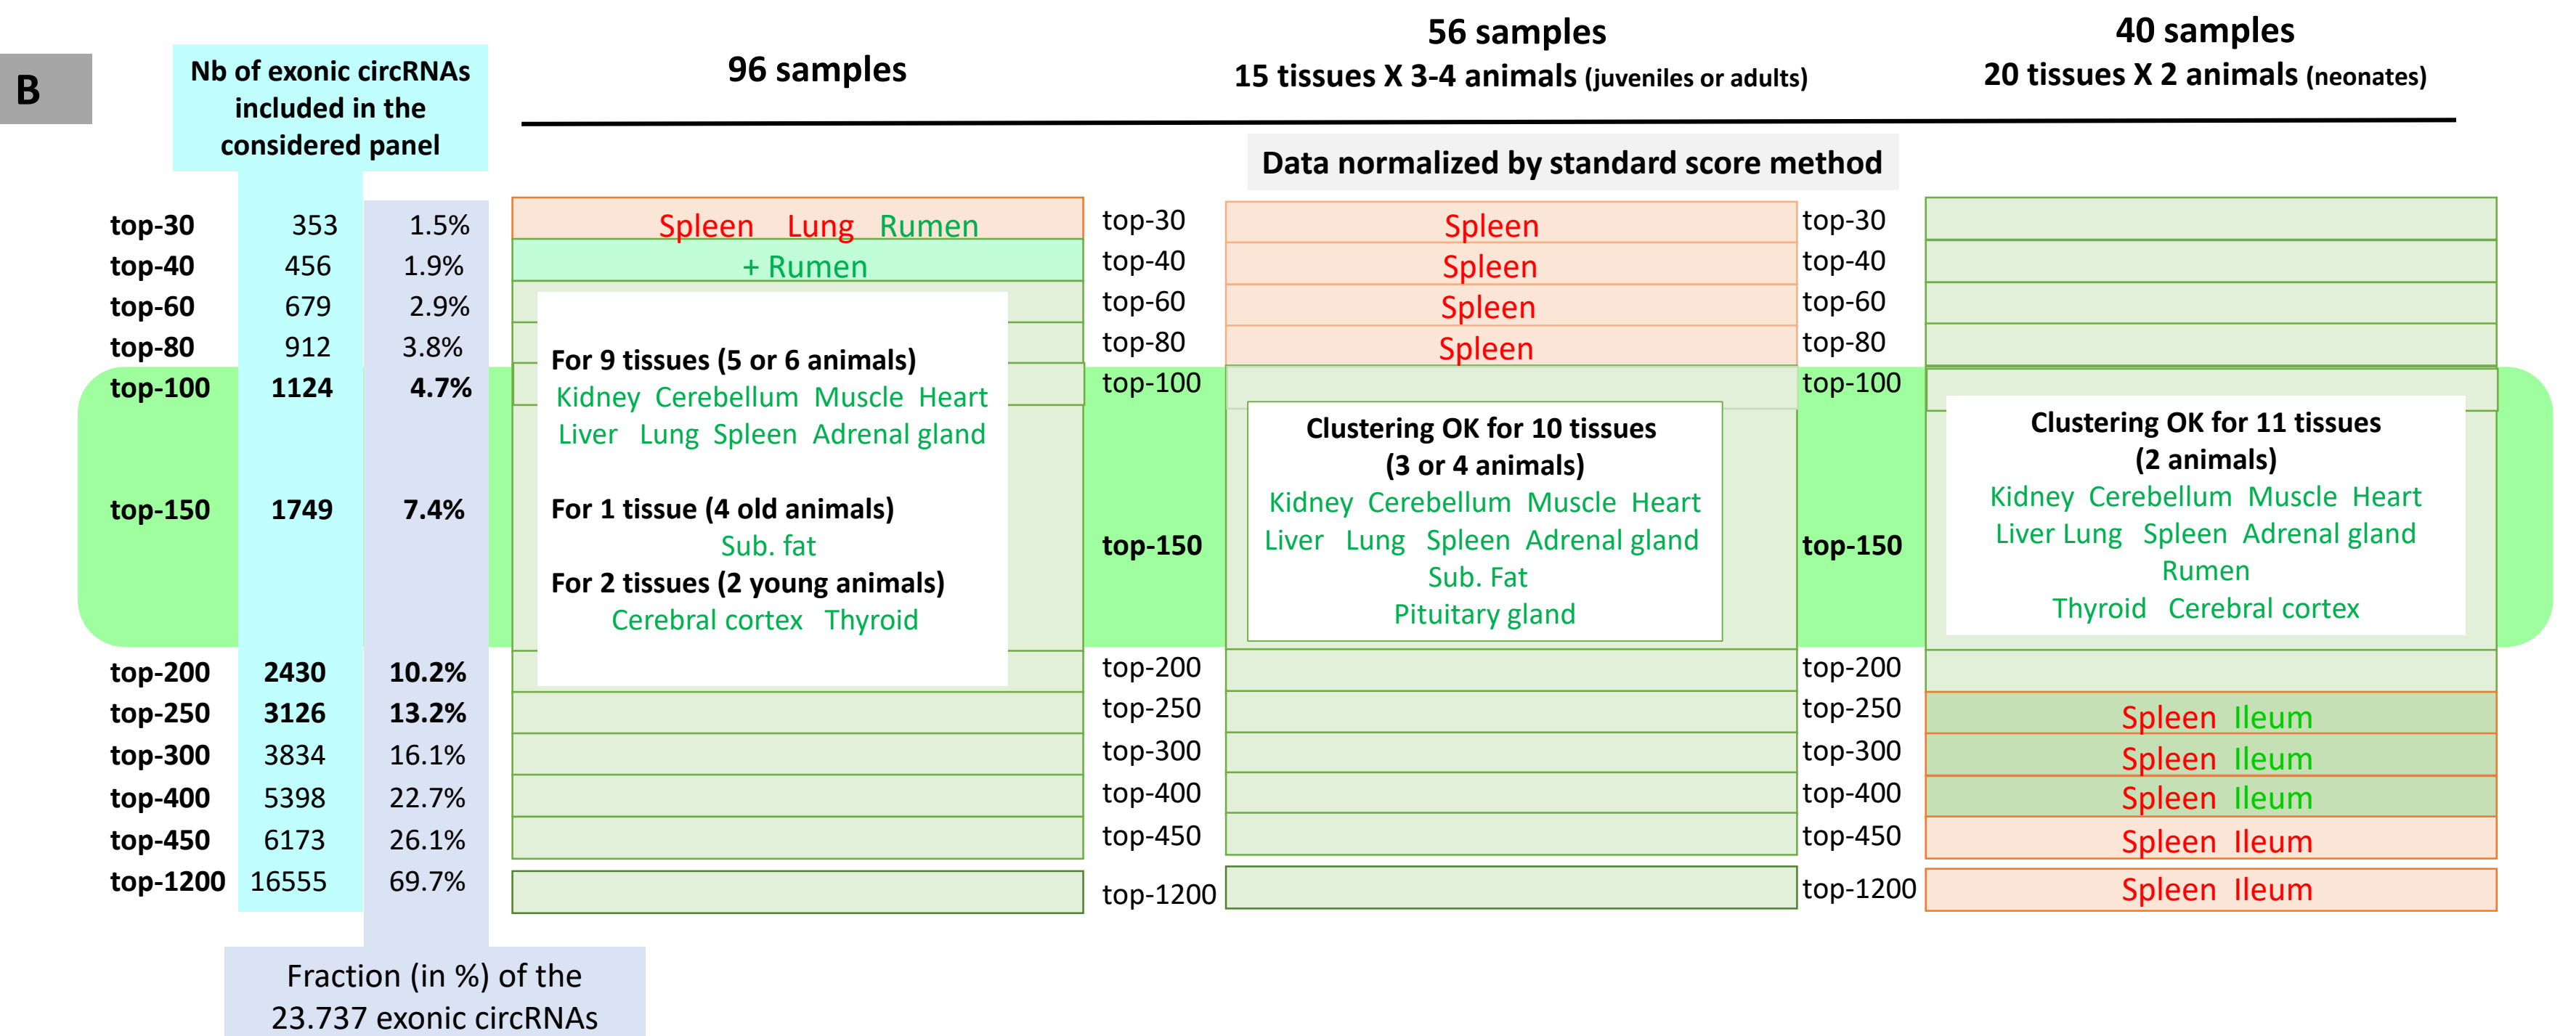 B
Nb of exonic circRNAs
included in the
considered panel
96 samples
56 samples
15 tissues X 3-4 animals (juveniles or adults)
40 samples
20 tissues X 2 animals (neonates)
Data normalized by standard score method
top-30 353 1.5% Spleen Lung Rumen top-30 Spleen top-30
top-40 456 1.9% + Rumen top-40 Spleen top-40
top-60 679 2.9% top-60 Spleen top-60
top-80 912 3.8% top-80 Spleen top-80
top-100 1124 4.7% top-100 top-100
top-150 1749 7.4% top-150 top-150
For 9 tissues (5 or 6 animals)
Kidney Cerebellum Muscle Heart
Liver Lung Spleen Adrenal gland
For 1 tissue (4 old animals)
Sub. fat
For 2 tissues (2 young animals)
Cerebral cortex Thyroid
Clustering OK for 10 tissues
(3 or 4 animals)
Kidney Cerebellum Muscle Heart
Liver Lung Spleen Adrenal gland
Sub. Fat
Pituitary gland
Clustering OK for 11 tissues
(2 animals)
Kidney Cerebellum Muscle Heart
Liver Lung Spleen Adrenal gland
Rumen
Thyroid Cerebral cortex
top-200 2430 10.2% top-200 top-200
top-250 3126 13.2% top-250 top-250 Spleen Ileum
top-300 3834 16.1% top-300 top-300 Spleen Ileum
top-400 5398 22.7% top-400 top-400 Spleen Ileum
top-450 6173 26.1% top-450 top-450 Spleen Ileum
top-1200 16555 69.7% top-1200 top-1200 Spleen Ileum
Fraction (in %) of the
23.737 exonic circRNAs